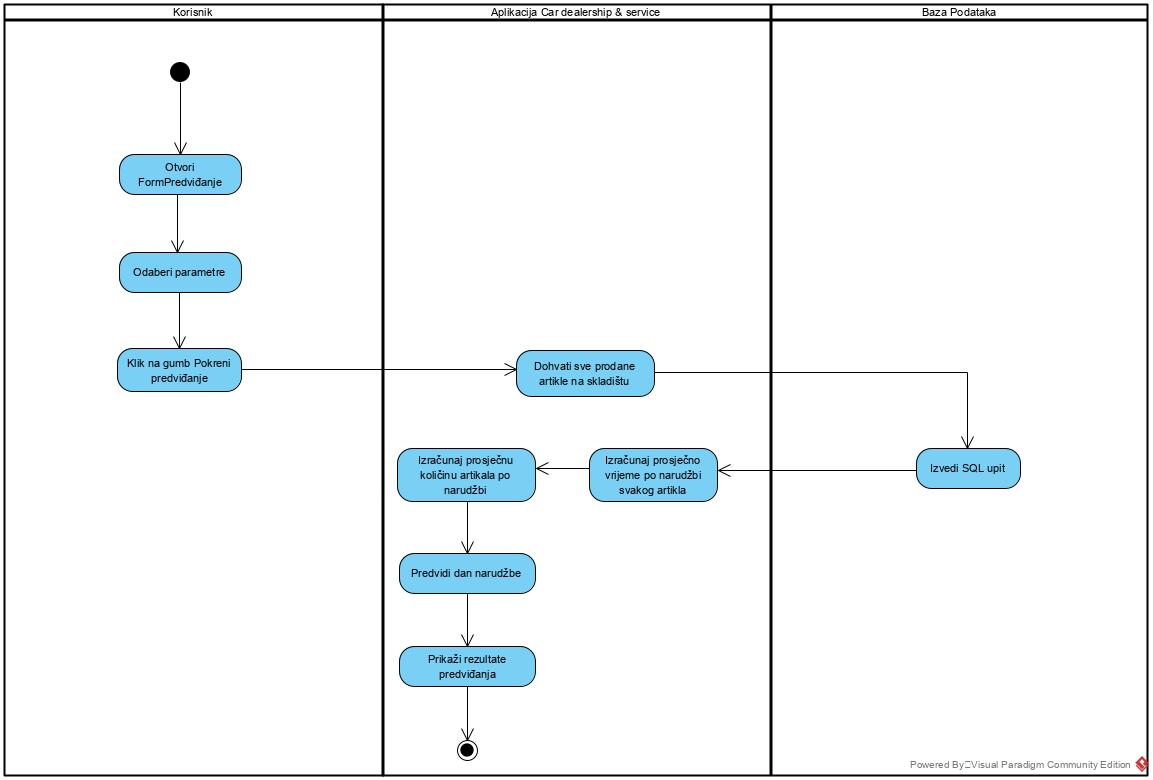 Korisnik
Aplikacija Car dealership & service
Baza Podataka
Otvori
FormPredviđanje
Odaberi parametre
Klik na gumb Pokreni
predviđanje
Dohvati sve prodane
artikle na skladištu
Izvedi SQL upit
Izračunaj prosječno
vrijeme po narudžbi
svakog artikla
Izračunaj prosječnu
količinu artikala po
narudžbi
Predvidi dan narudžbe
Prikaži rezultate
predviđanja
Powered By Visual Paradigm Community Edition